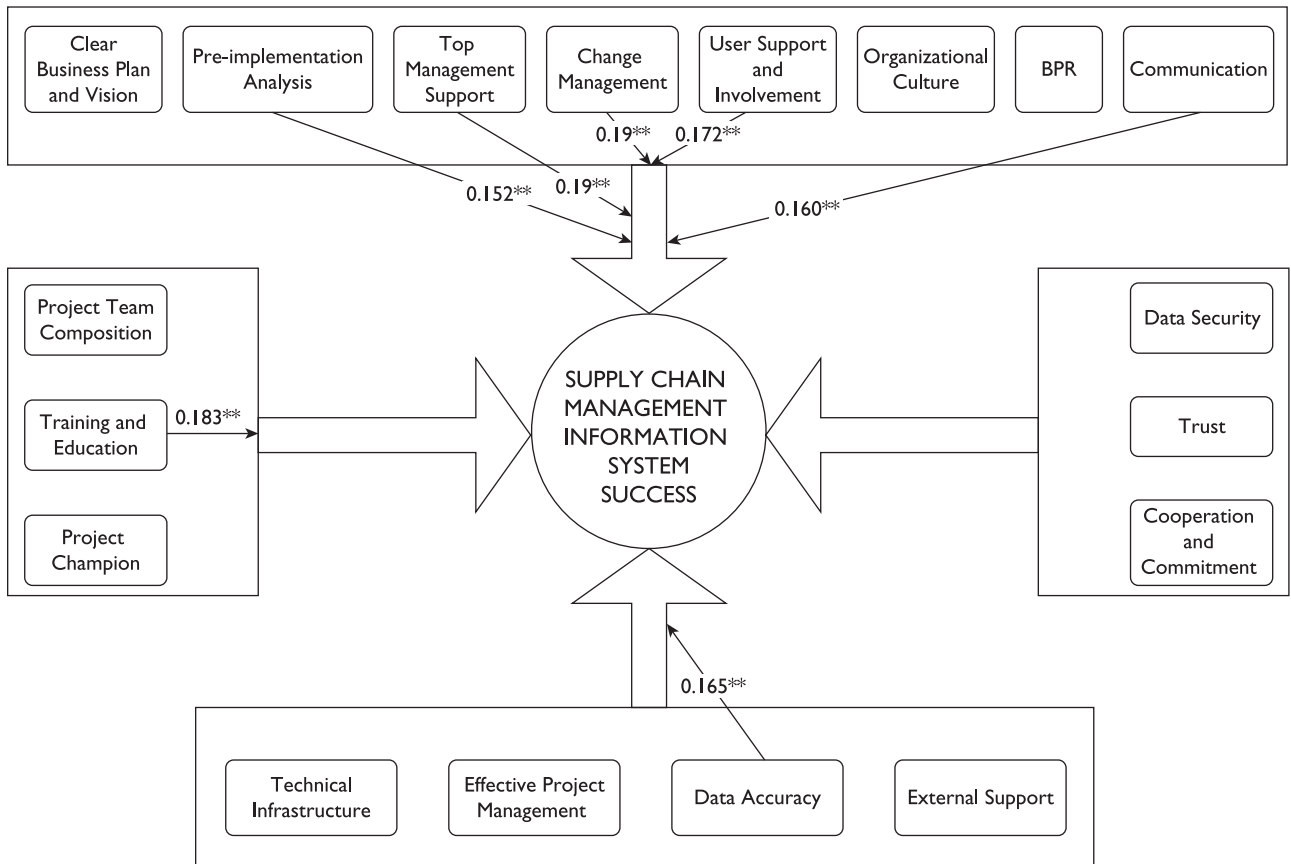 Clear
Business Plan
and Vision
Pre-implementation
Analysis
Top
Management
Support
Change
Management
User Support
and
Involvement
Organizational
Culture
BPR
Communication
0.19**
0.172**
0.152**
0.19**
0.160**
Project Team
Composition
Training and
Education
0.183**
Project
Champion
SUPPLY CHAIN
MANAGEMENT
INFORMATION
SYSTEM
SUCCESS
Data Security
Trust
Cooperation
and
Commitment
0.165**
Technical
Infrastructure
Effective Project
Management
Data Accuracy
External Support